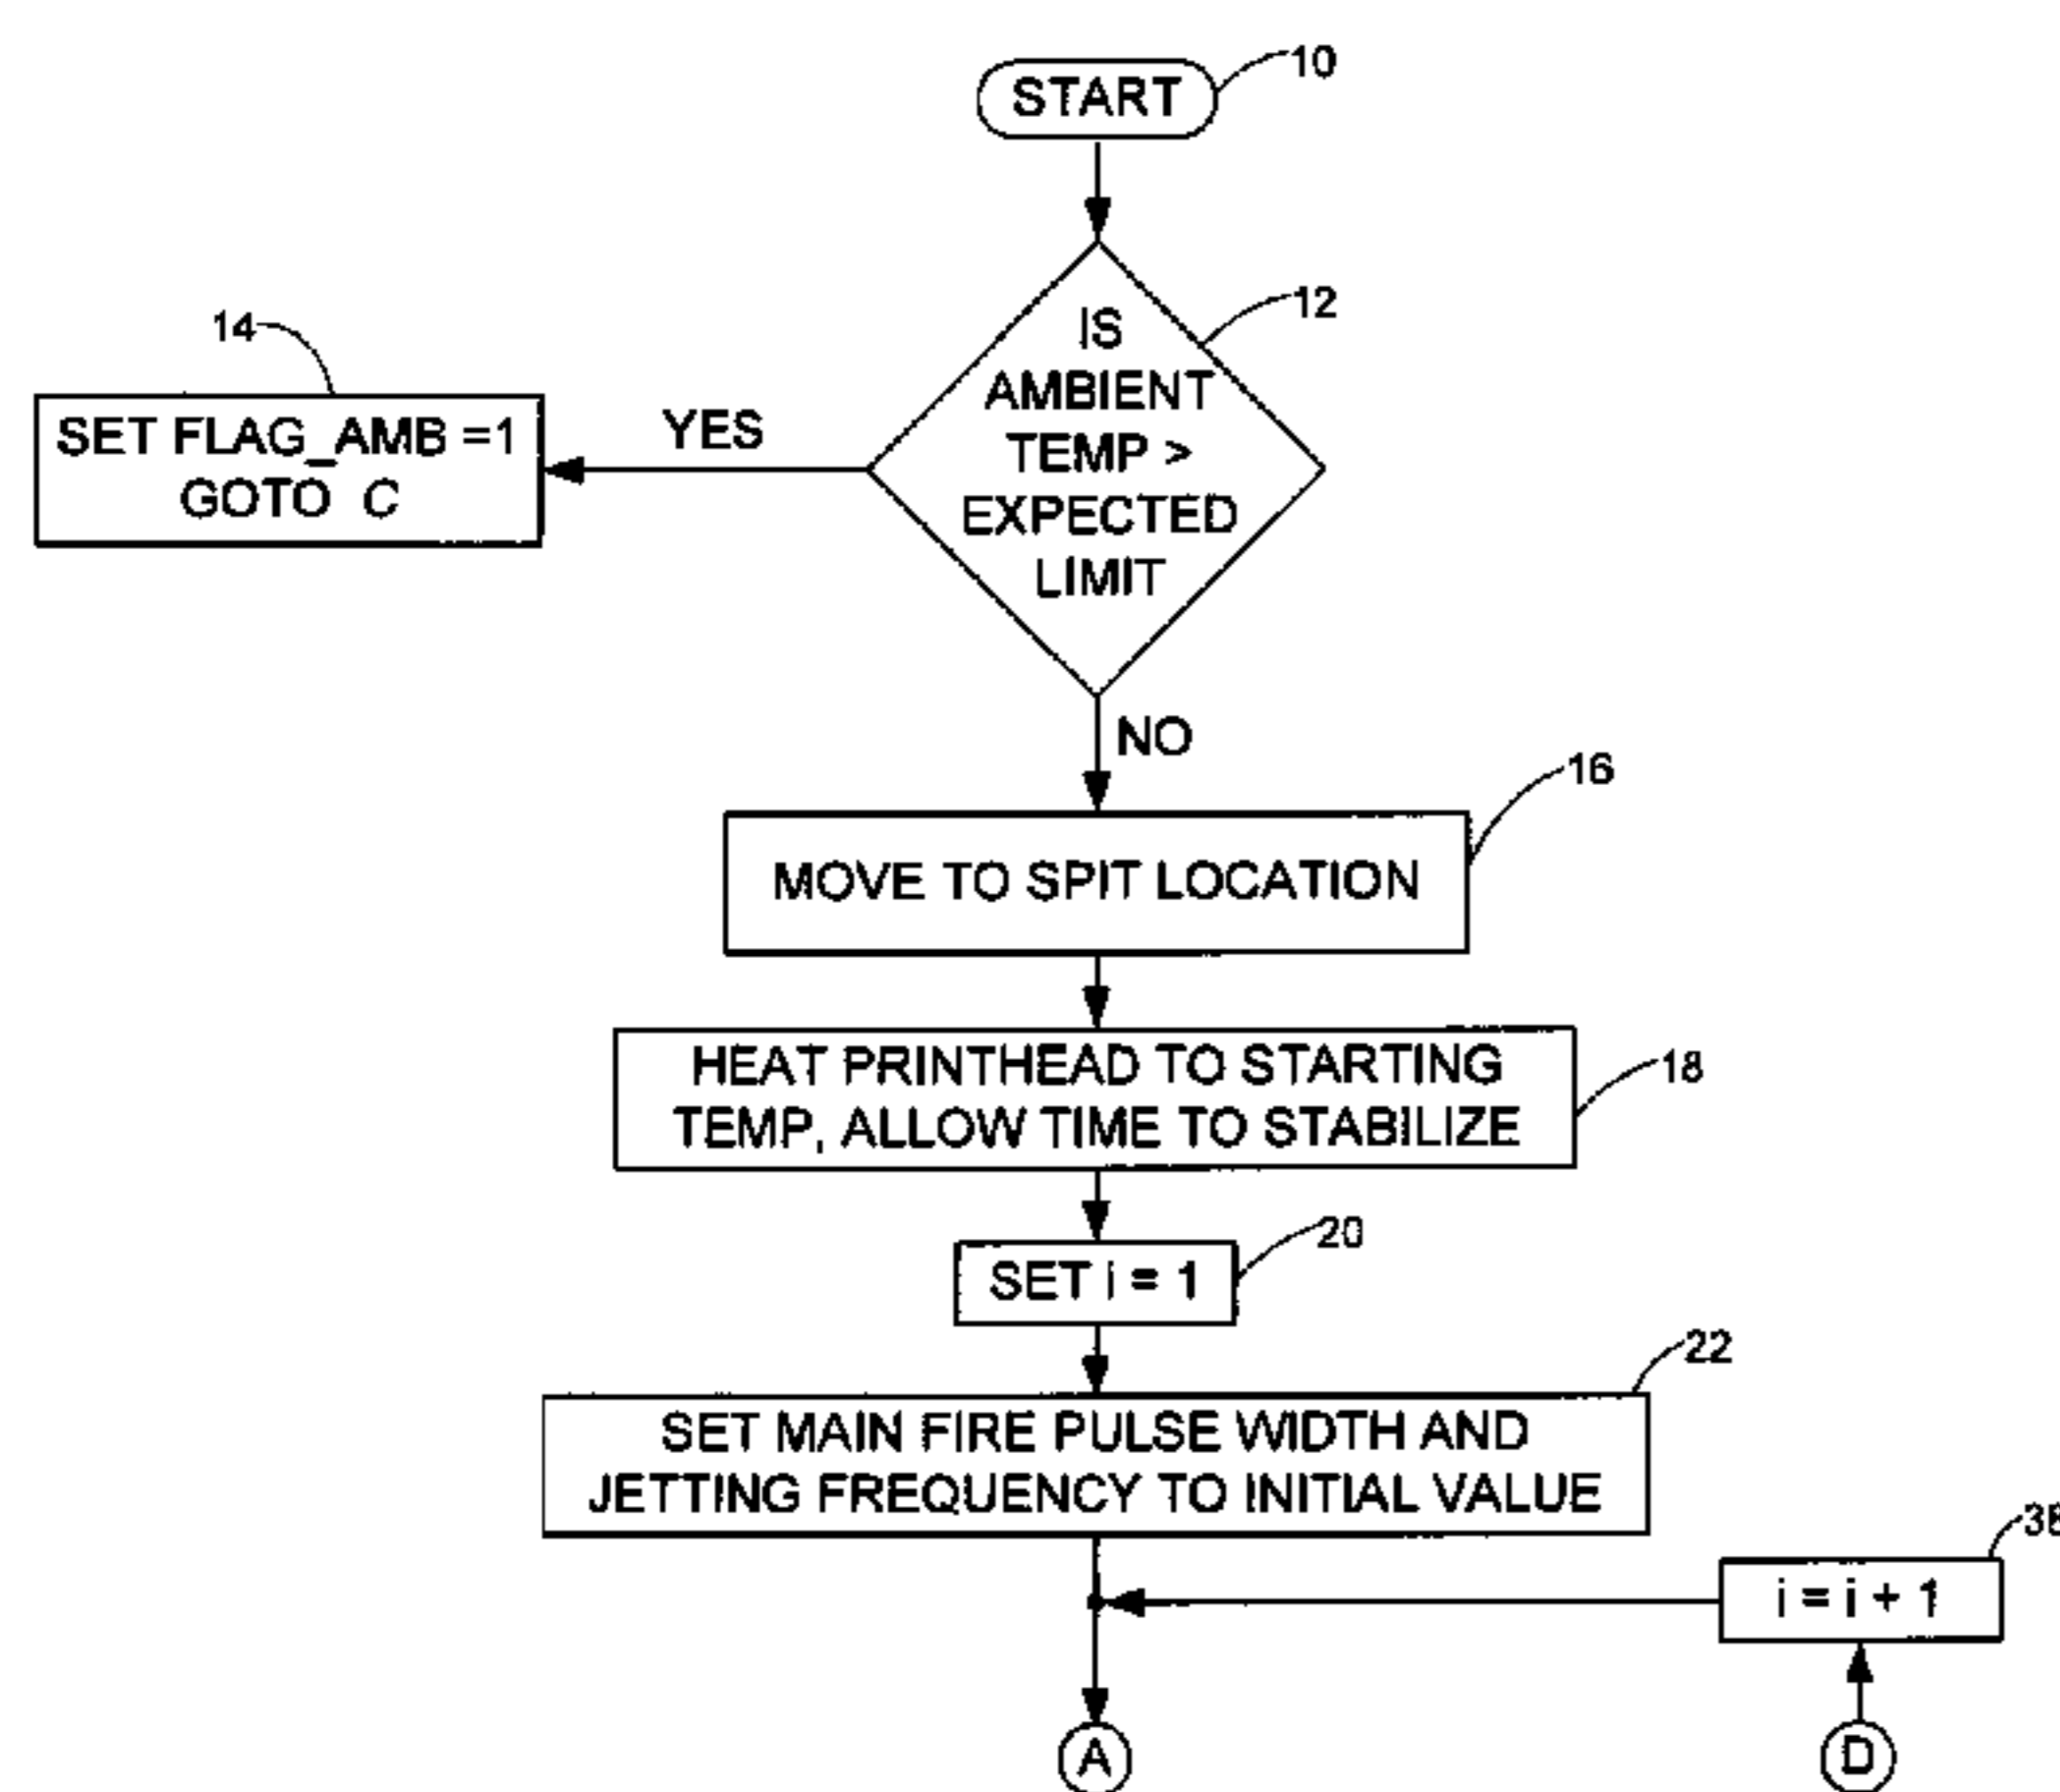 START
10
IS
AMBIENT
TEMP >
EXPECTED
LIMIT
12
14
SET FLAG_AMB =1
GOTO C
YES
NO
16
MOVE TO SPIT LOCATION
18
HEAT PRINTHEAD TO STARTING
TEMP, ALLOW TIME TO STABILIZE
20
SET i = 1
22
SET MAIN FIRE PULSE WIDTH AND
JETTING FREQUENCY TO INITIAL VALUE
i = i + 1
A
D